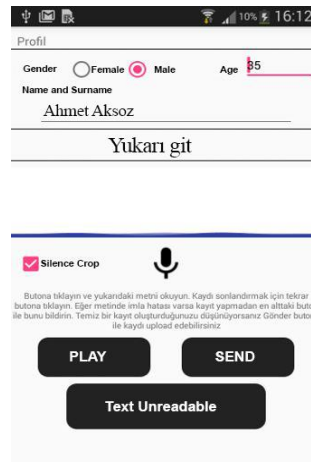 10% 16:12
Profil
Gender Female Male Age 35
Name and Surname
Ahmet Aksoz
Yukarı git
Silence Crop
Butona tıklayın ve yukarıdaki metni okuyun. Kaydı sonlandırmak için tekrar
butona tıklayın. Eğer metinde imla hatası varsa kayıt yapmadan en alttaki buto
ile bunu bildirin. Temiz bir kayıt oluşturduğunuzu düşünüyorsanız Gönder buton
ile kaydı upload edebilirsiniz
PLAY SEND
Text Unreadable